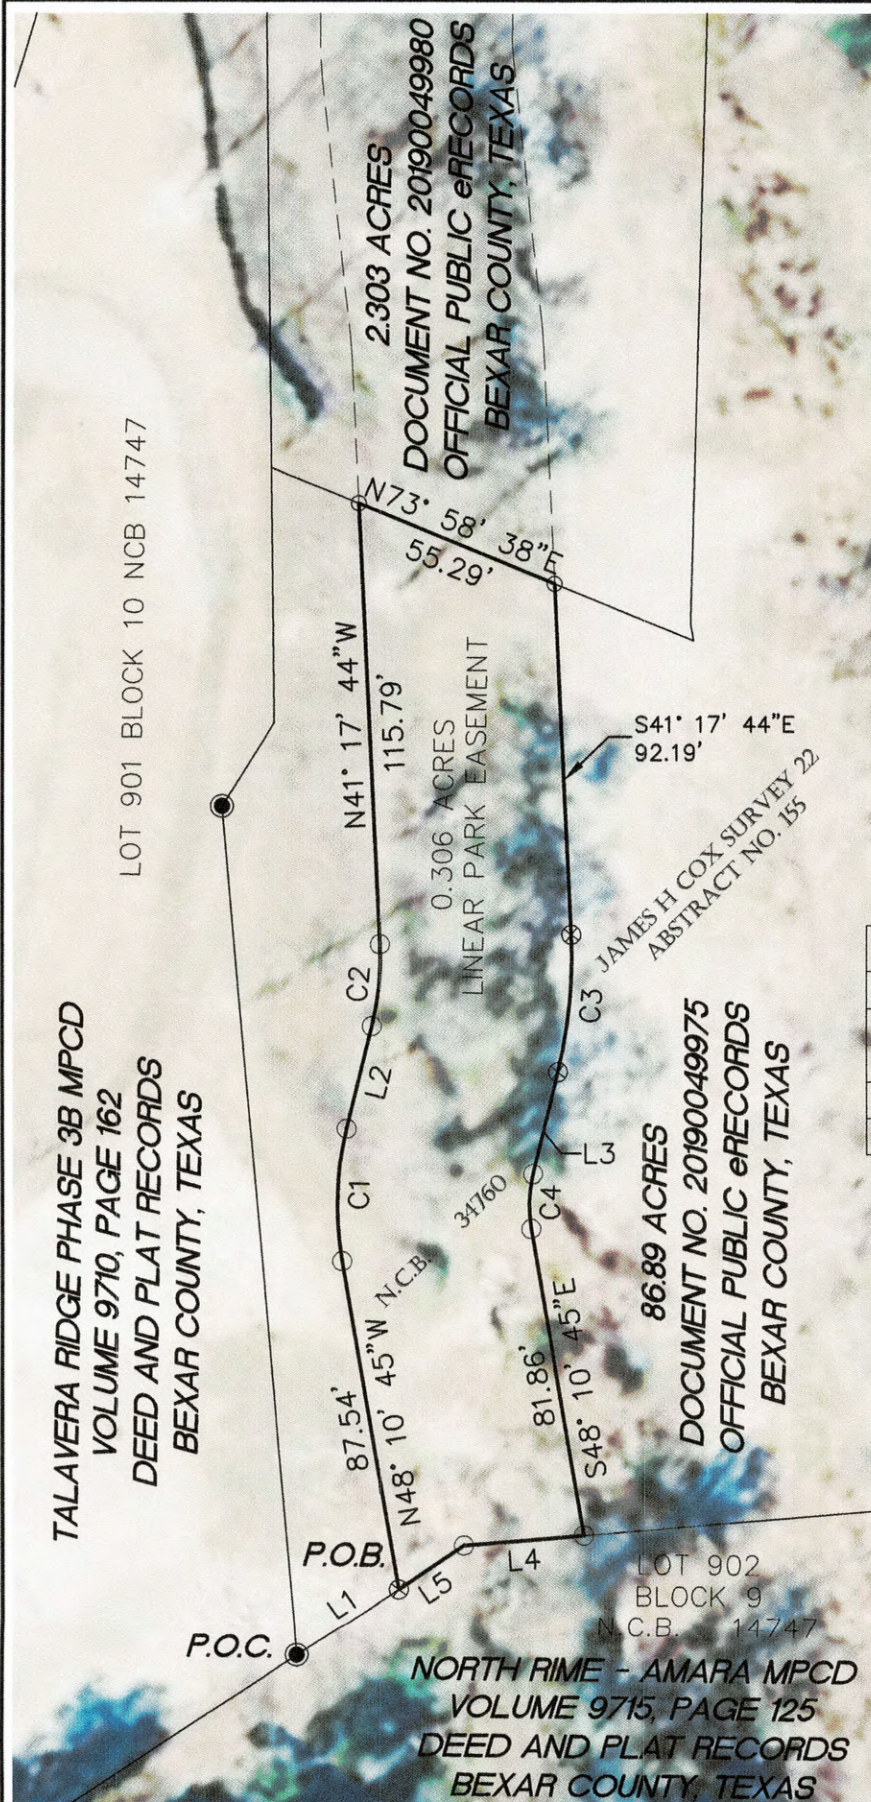 2.303 ACRES
DOCUMENT NO. 20190049980
OFFICIAL PUBLIC eRECORDS
BEXAR COUNTY, TEXAS
LOT 901 BLOCK 10 NCB 14747
N73° 58' 38"E
55.29'
N41° 17' 44"W
115.79'
0.306 ACRES
LINEAR PARK EASEMENT
S41° 17' 44"E
92.19'
JAMES H COX SURVEY 22
ABSTRACT NO. 155
C2
C3
L2
C1
L3
C4
N.C.B. 34760
TALAVERA RIDGE PHASE 3B MPCD
VOLUME 9710, PAGE 162
DEED AND PLAT RECORDS
BEXAR COUNTY, TEXAS
86.89 ACRES
DOCUMENT NO. 20190049975
OFFICIAL PUBLIC eRECORDS
BEXAR COUNTY, TEXAS
87.54'
N48° 10' 45"W
81.86'
S48° 10' 45"E
P.O.B.
L5
L4
L1
P.O.C.
LOT 902
BLOCK 9
N.C.B. 14747
NORTH RIME - AMARA MPCD
VOLUME 9715, PAGE 125
DEED AND PLAT RECORDS
BEXAR COUNTY, TEXAS